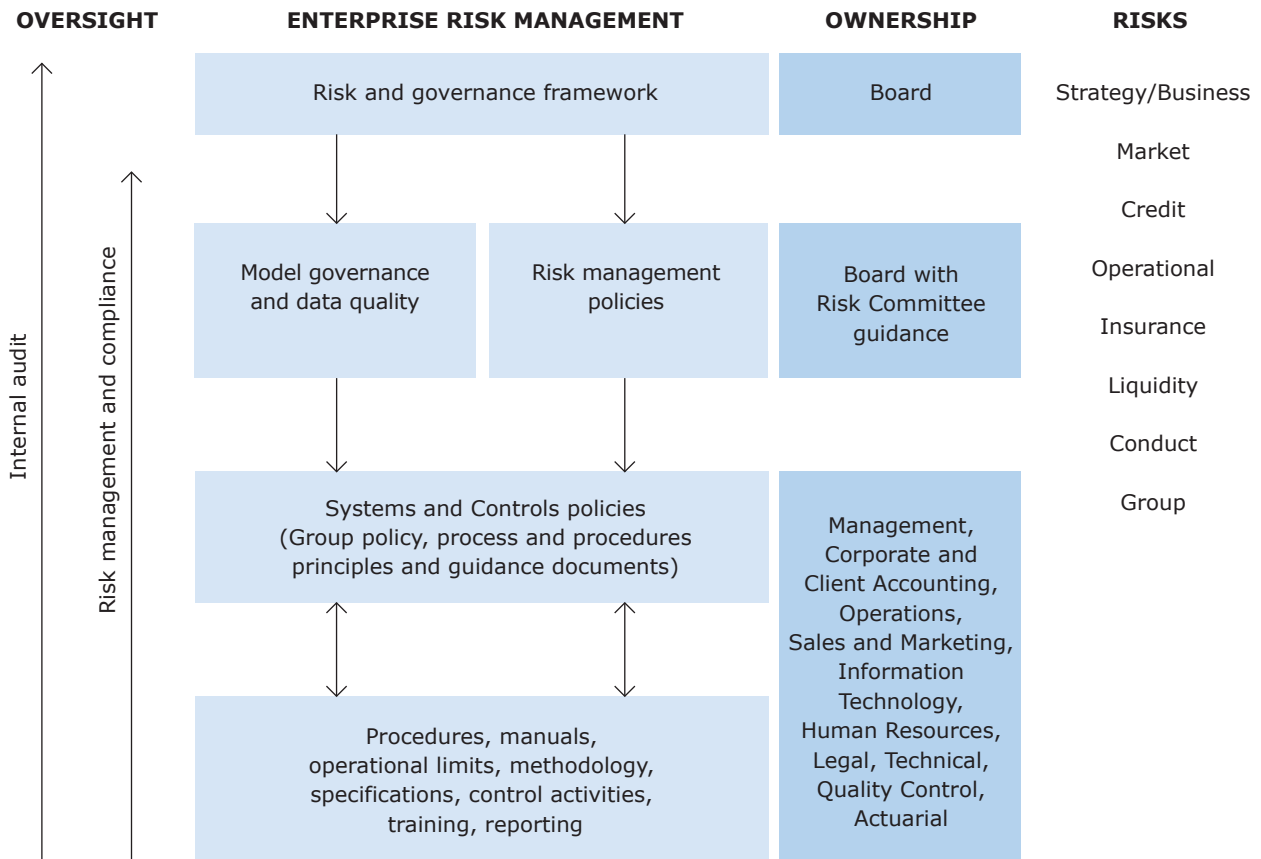 OVERSIGHT
ENTERPRISE RISK MANAGEMENT
OWNERSHIP
RISKS
Internal audit
Risk management and compliance
Risk and governance framework
Model governance
and data quality
Risk management
policies
Systems and Controls policies
(Group policy, process and procedures
principles and guidance documents)
Procedures, manuals,
operational limits, methodology,
specifications, control activities,
training, reporting
Board
Board with
Risk Committee
guidance
Management,
Corporate and
Client Accounting,
Operations,
Sales and Marketing,
Information
Technology,
Human Resources,
Legal, Technical,
Quality Control,
Actuarial
Strategy/Business
Market
Credit
Operational
Insurance
Liquidity
Conduct
Group